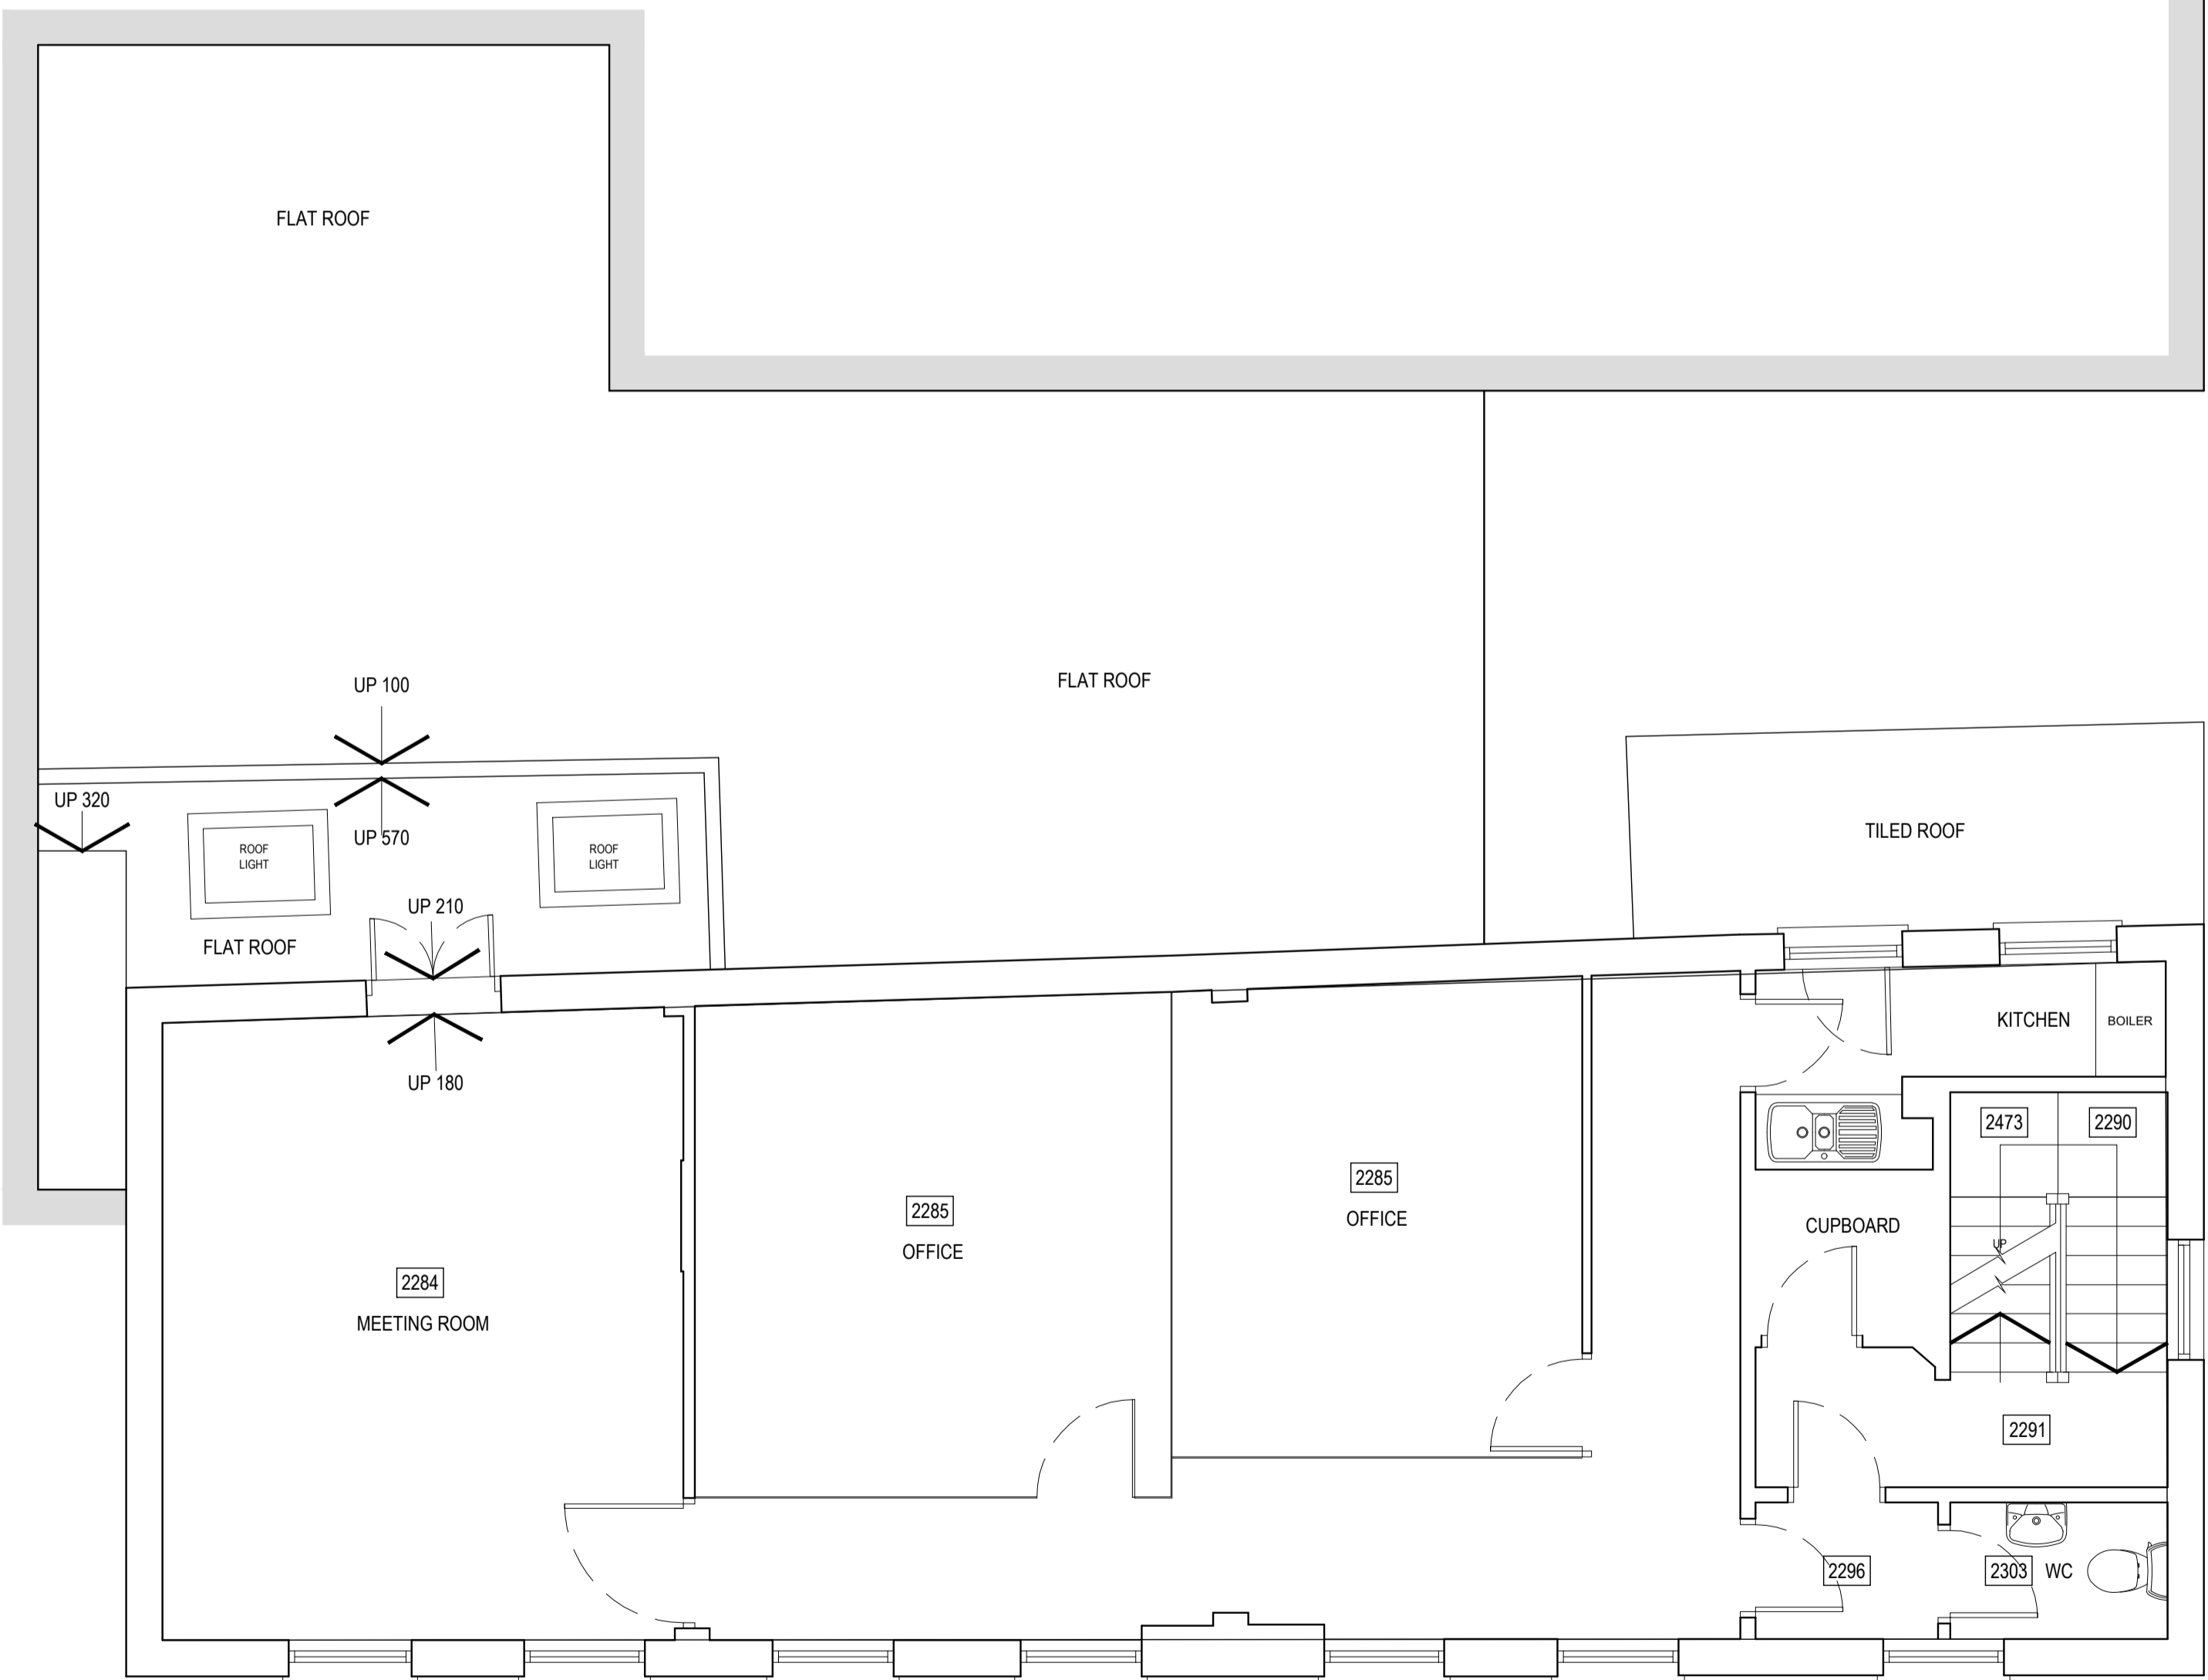 FLAT ROOF
UP 100
FLAT ROOF
UP 320
UP 570
ROOF
LIGHT
ROOF
LIGHT
TILED ROOF
UP 210
FLAT ROOF
UP 180
KITCHEN
BOILER
2473
2290
2285
OFFICE
2285
OFFICE
CUPBOARD
UP
2284
MEETING ROOM
2291
2296
2303
WC